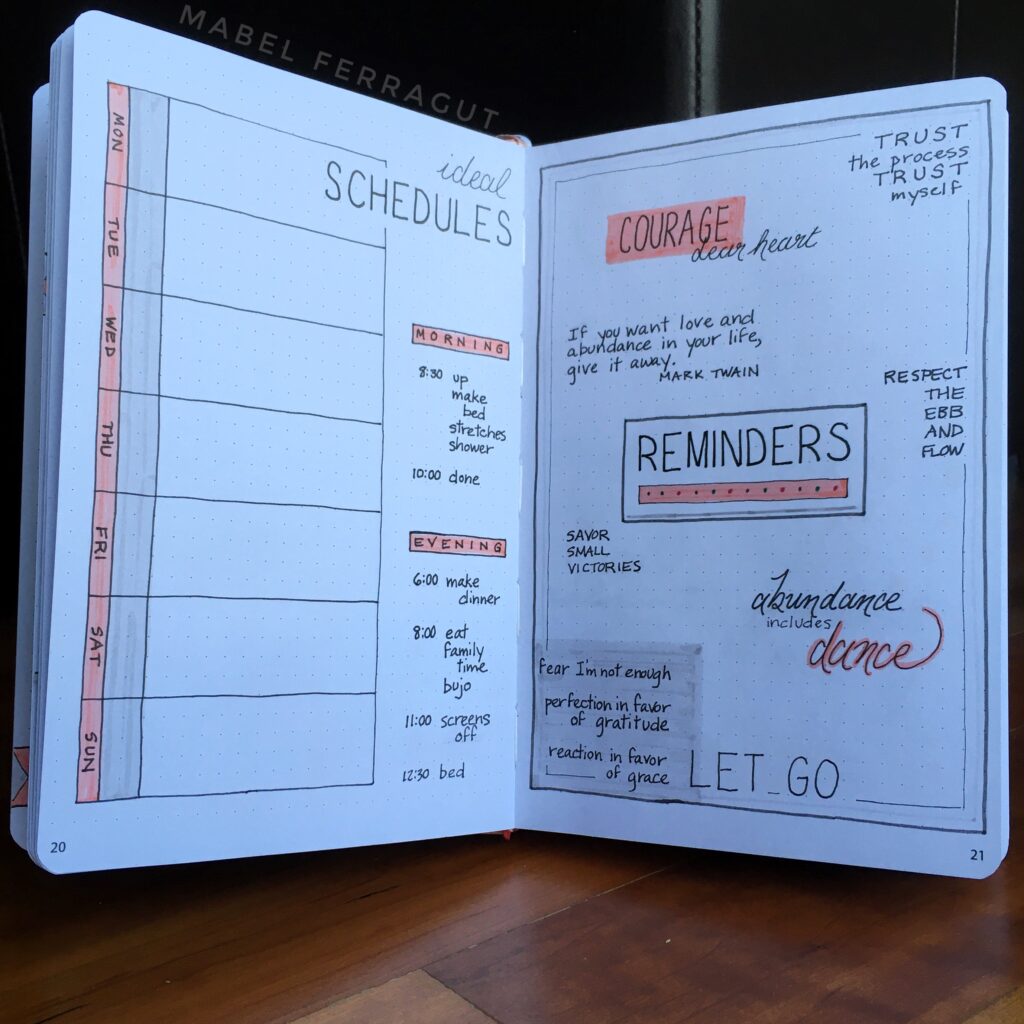 MABEL FERRAGUT
ideal
SCHEDULES
MON
TUE
WED
THU
FRI
SAT
SUN
MORNING
8:30 up
make
bed
stretches
shower
10:00 done
EVENING
6:00 make
dinner
8:00 eat
family
time
bujo
11:00 screens
off
12:30 bed
20
TRUST
the process
TRUST
myself
COURAGE
dear heart
If you want love and
abundance in your life,
give it away.
MARK TWAIN
RESPECT
THE
EBB
AND
FLOW
REMINDERS
SAVOR
SMALL
VICTORIES
abundance
includes
dance
fear I'm not enough
perfection in favor
of gratitude
reaction in favor
of grace
LET GO
21